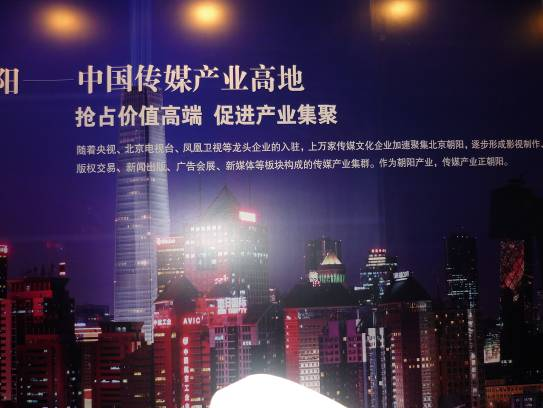 阳——中国传媒产业高地
抢占价值高端 促进产业集聚
随着央视、北京电视台、凤凰卫视等龙头企业的入驻，上万家传媒文化企业加速聚集北京朝阳，逐步形成影视制作、
版权交易、新闻出版、广告会展、新媒体等板块构成的传媒产业集群。作为朝阳产业，传媒产业正朝阳。
中航工业 AVIC